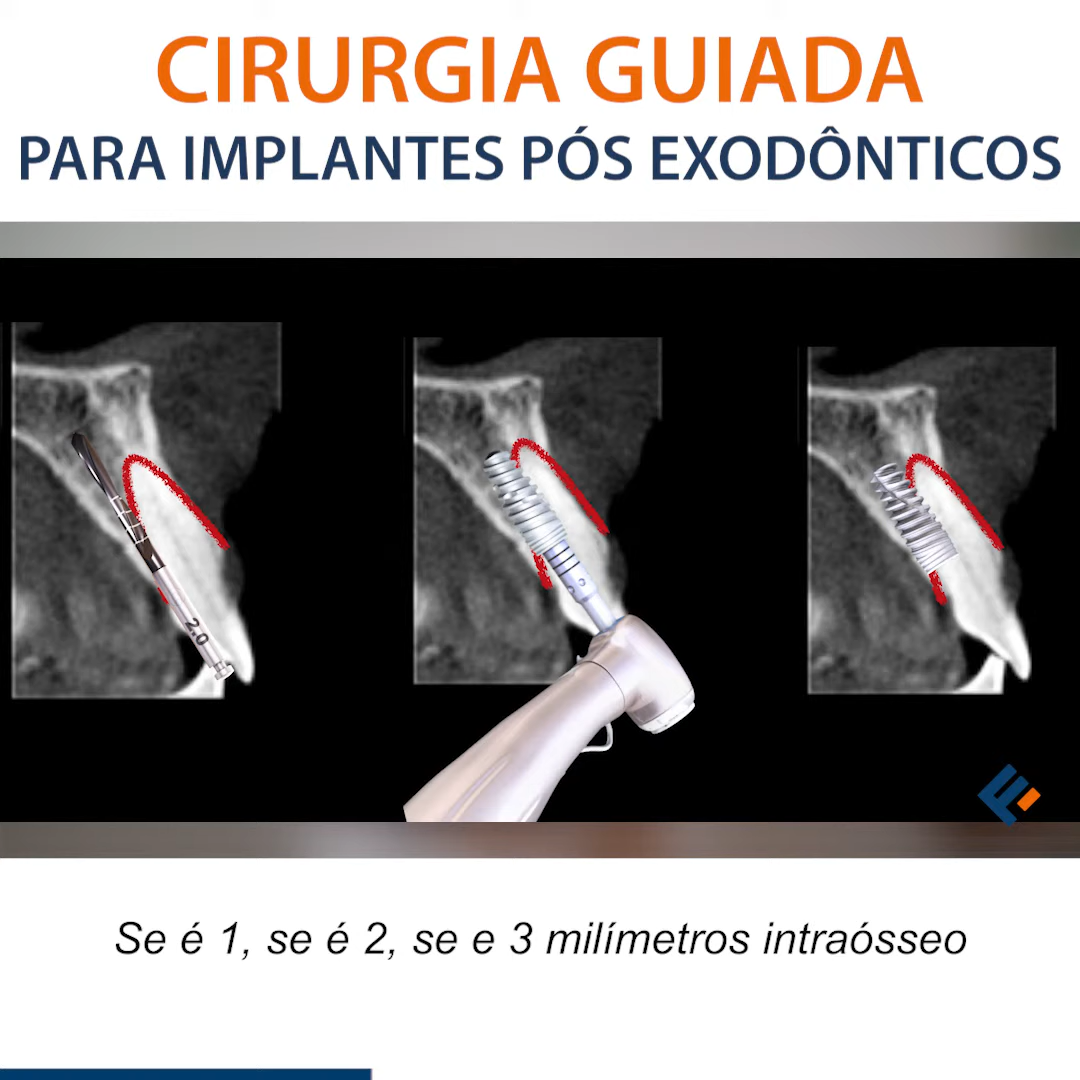 CIRURGIA GUIADA
PARA IMPLANTES PÓS EXODÔNTICOS
2.0
Se é 1, se é 2, se e 3 milímetros intraósseo